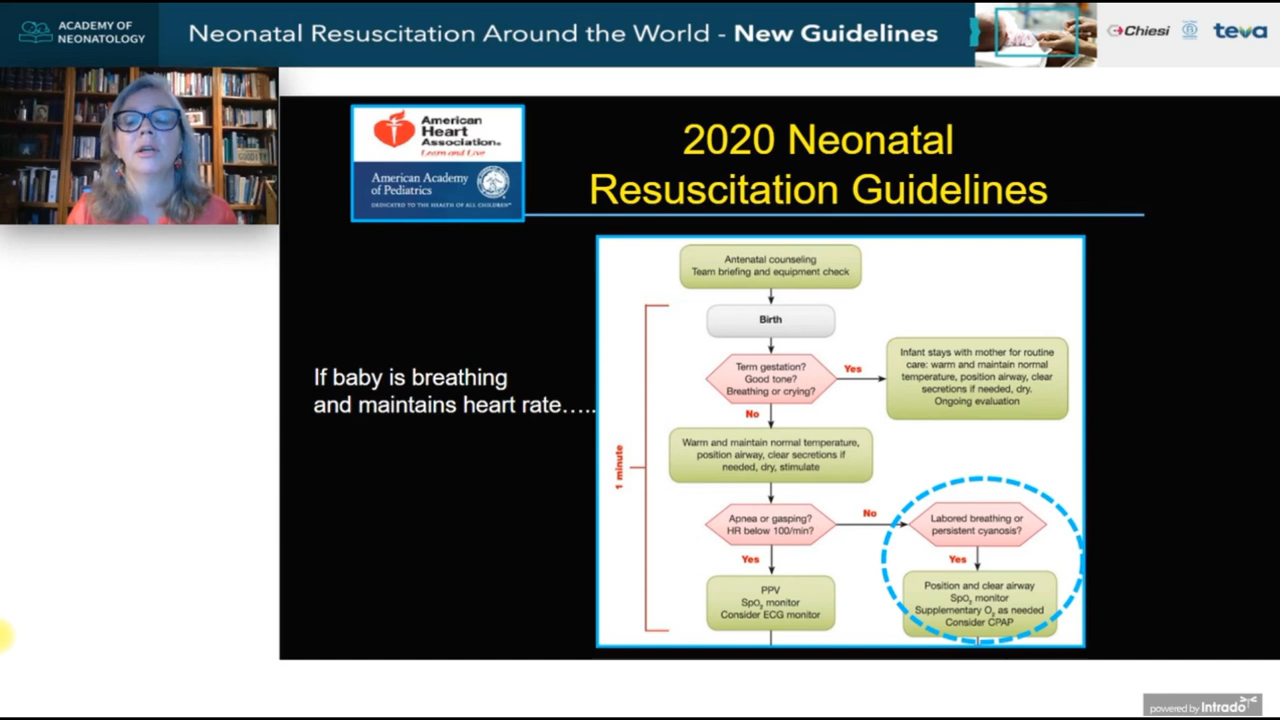 ACADEMY OF
NEONATOLOGY
Neonatal Resuscitation Around the World - New Guidelines
Chiesi
teva
American
Heart
Association®
Learn and Live
American Academy
of Pediatrics
DEDICATED TO THE HEALTH OF ALL CHILDREN™
2020 Neonatal
Resuscitation Guidelines
If baby is breathing
and maintains heart rate…..
Antenatal counseling
Team briefing and equipment check
1 minute
Birth
Term gestation?
Good tone?
Breathing or crying?
Yes
Infant stays with mother for routine
care: warm and maintain normal
temperature, position airway, clear
secretions if needed, dry.
Ongoing evaluation
No
Warm and maintain normal temperature,
position airway, clear secretions if
needed, dry, stimulate
Apnea or gasping?
HR below 100/min?
No
Labored breathing or
persistent cyanosis?
Yes
PPV
SpO₂ monitor
Consider ECG monitor
Yes
Position and clear airway
SpO₂ monitor
Supplementary O₂ as needed
Consider CPAP
powered by Intrado